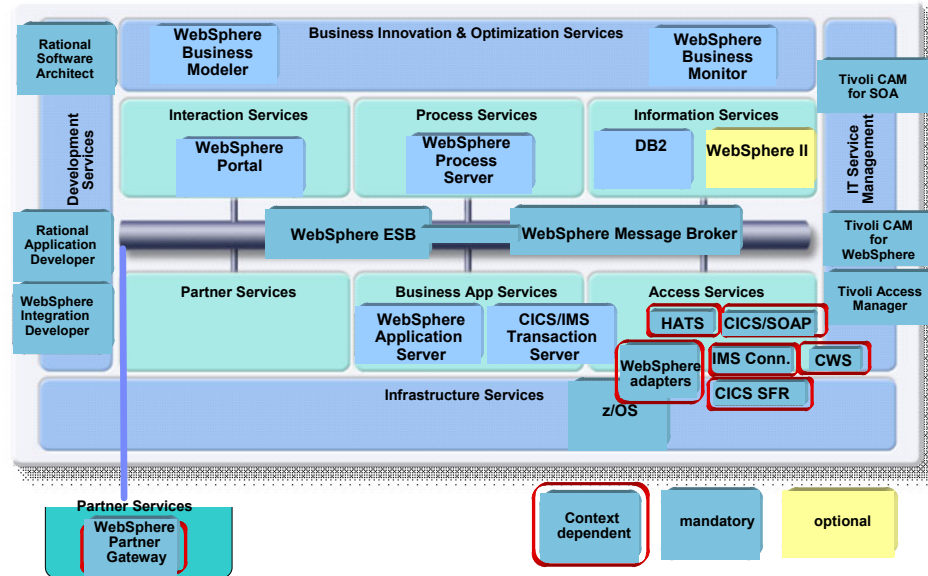 Rational
Software
Architect
WebSphere
Business
Modeler
Business Innovation & Optimization Services
WebSphere
Business
Monitor
Tivoli CAM
for SOA
Development
Services
IT Service
Management
Interaction Services
WebSphere
Portal
Process Services
WebSphere
Process
Server
Information Services
DB2
WebSphere II
Rational
Application
Developer
WebSphere ESB
WebSphere Message Broker
Tivoli CAM
for
WebSphere
WebSphere
Integration
Developer
Partner Services
Business App Services
WebSphere
Application
Server
CICS/IMS
Transaction
Server
Access Services
HATS
CICS/SOAP
WebSphere
adapters
IMS Conn.
CWS
CICS SFR
Tivoli Access
Manager
Infrastructure Services
z/OS
Partner Services
WebSphere
Partner
Gateway
Context
dependent
mandatory
optional